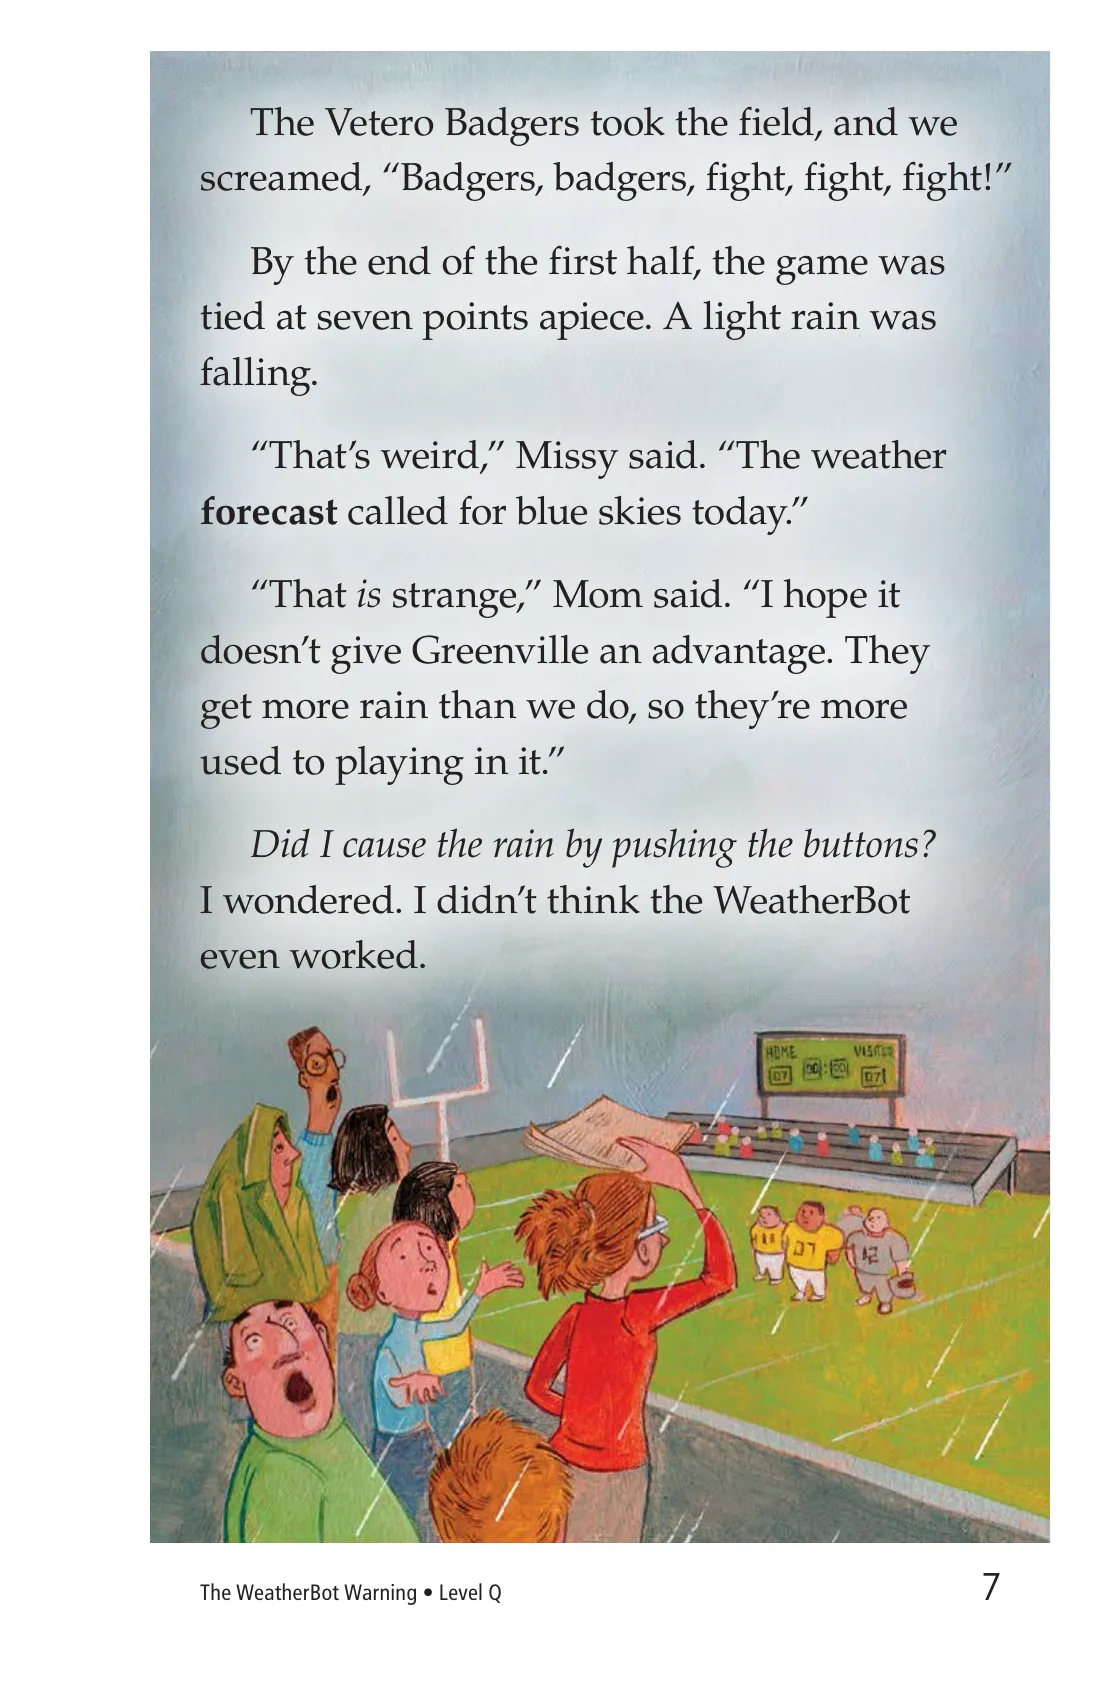 The Vetero Badgers took the field, and we
screamed, “Badgers, badgers, fight, fight, fight!”
By the end of the first half, the game was
tied at seven points apiece. A light rain was
falling.
“That’s weird,” Missy said. “The weather
forecast called for blue skies today.”
“That is strange,” Mom said. “I hope it
doesn’t give Greenville an advantage. They
get more rain than we do, so they’re more
used to playing in it.”
Did I cause the rain by pushing the buttons?
I wondered. I didn’t think the WeatherBot
even worked.
HOME VISITOR
07 00:00 07
07
12
The WeatherBot Warning • Level Q
7